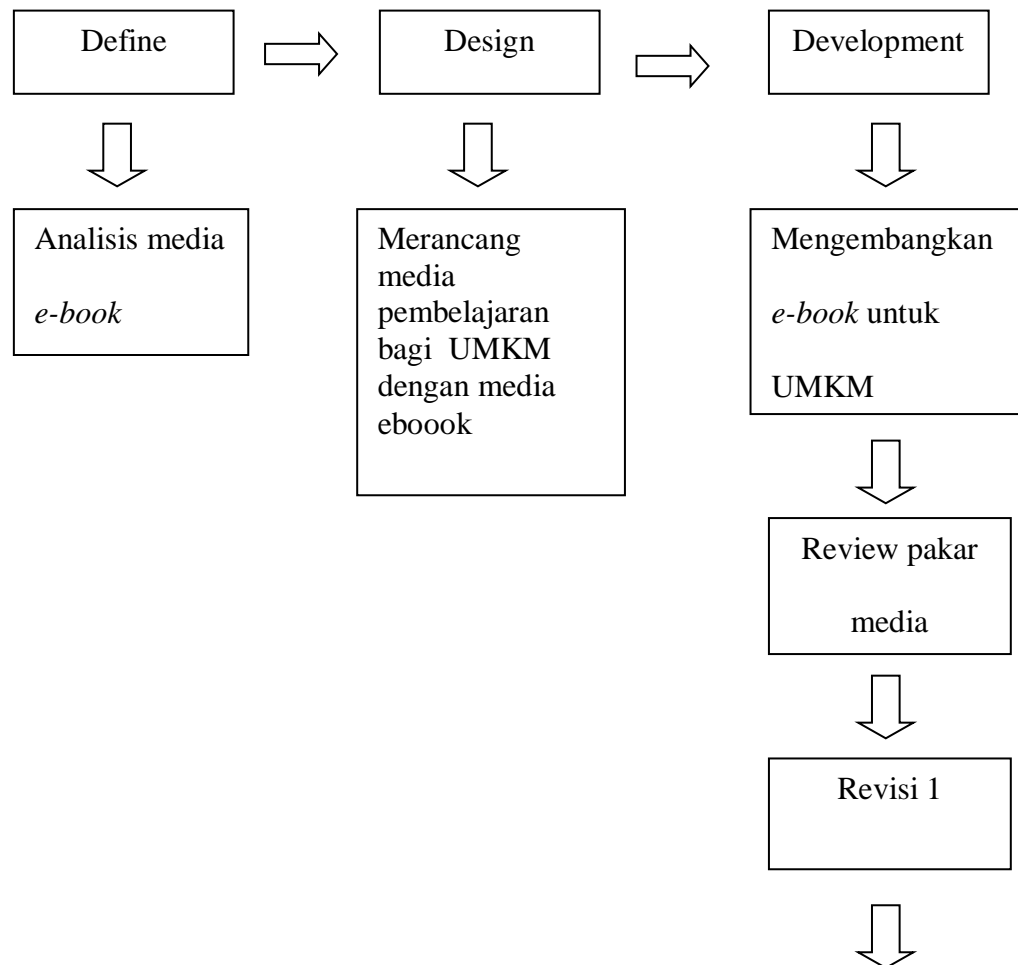 Define
Design
Development
Analisis media
e-book
Merancang
media
pembelajaran
bagi UMKM
dengan media
eboook
Mengembangkan
e-book untuk
UMKM
Review pakar
media
Revisi 1